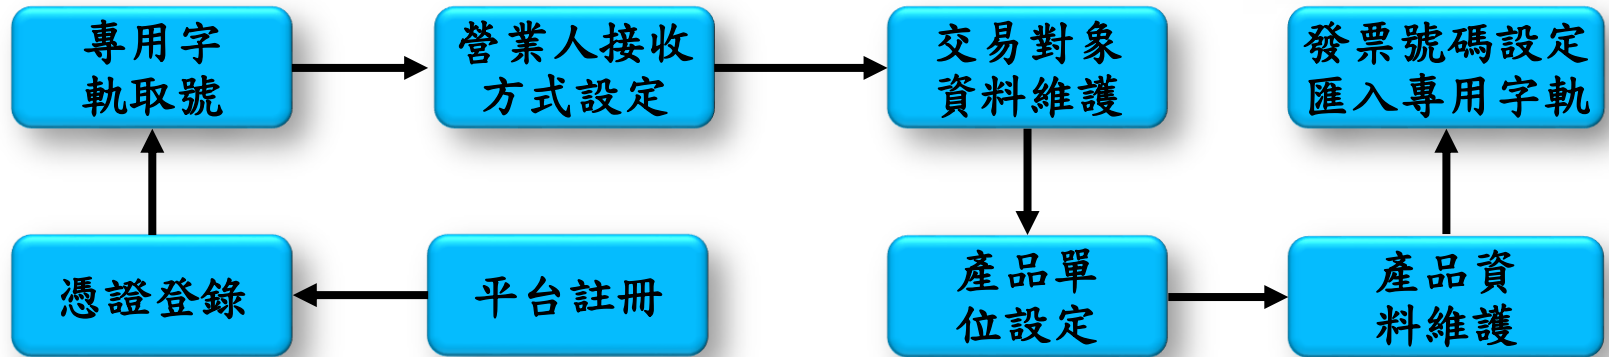 專用字
軌取號
營業人接收
方式設定
交易對象
資料維護
發票號碼設定
匯入專用字軌
憑證登錄
平台註冊
產品單
位設定
產品資
料維護